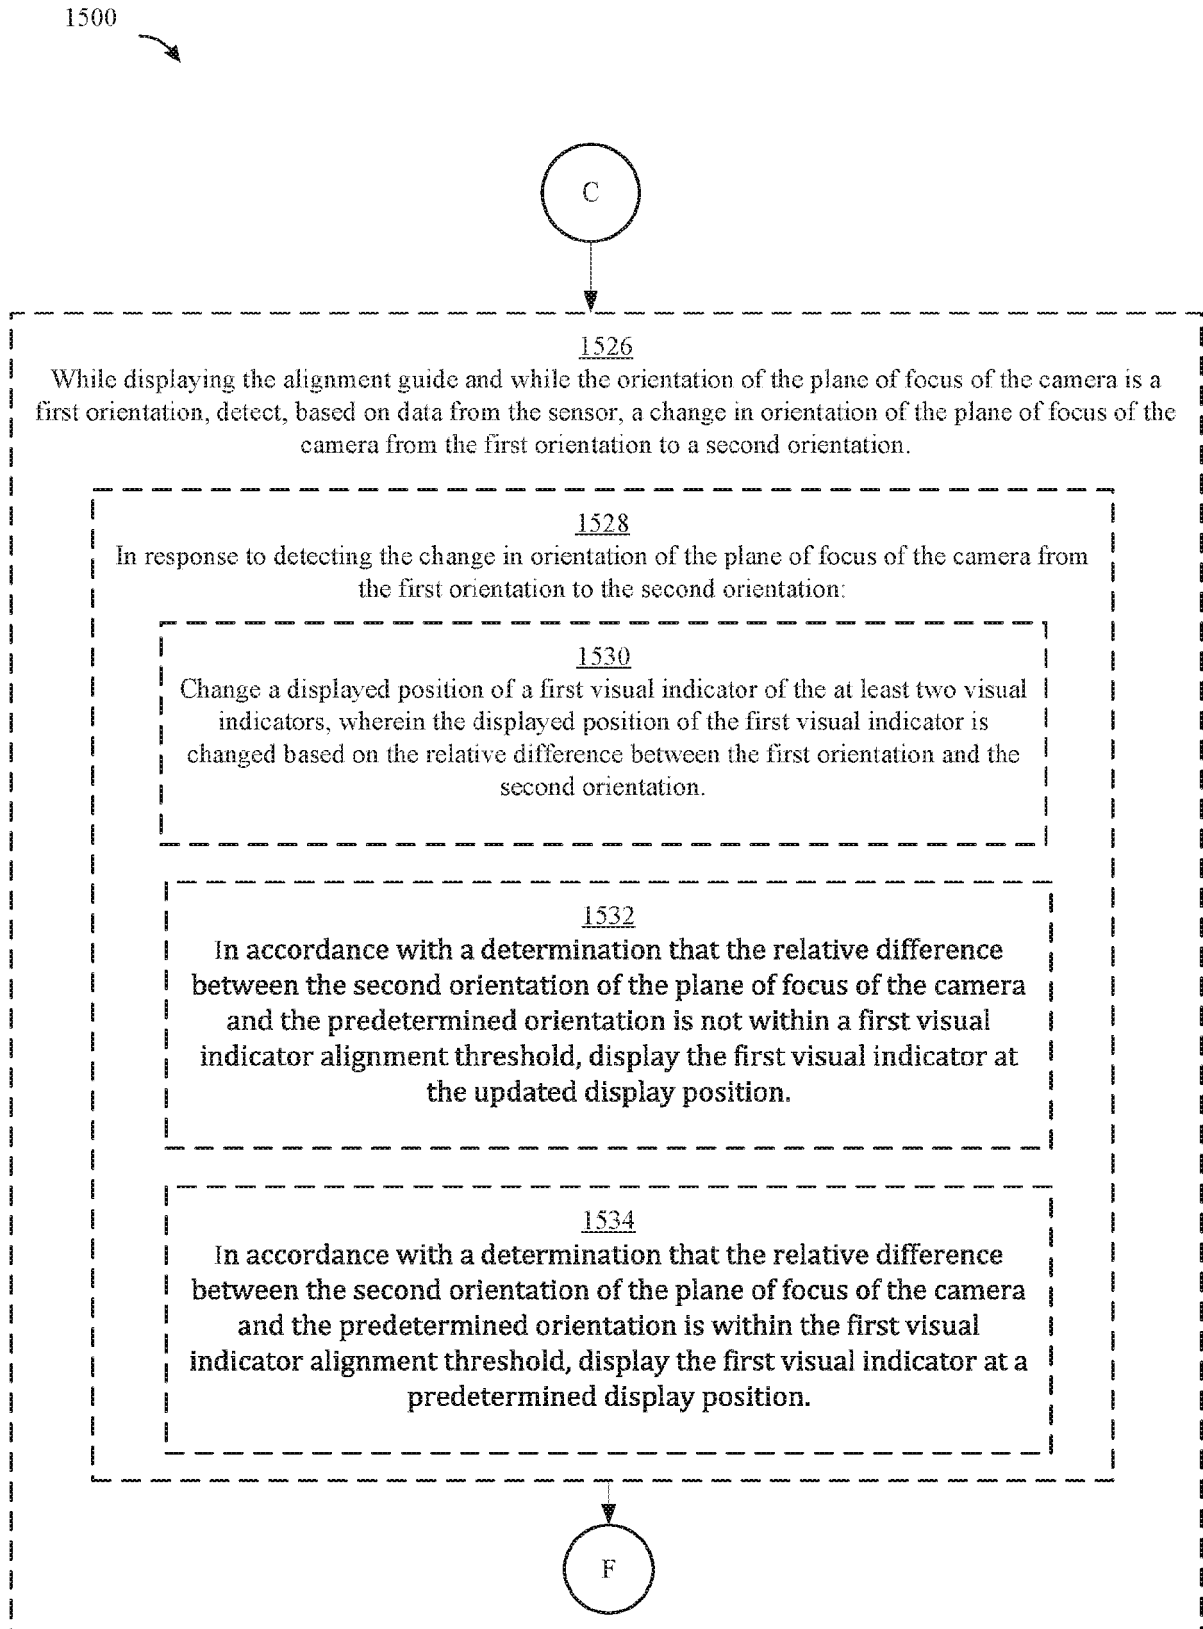 1500
C
1526
While displaying the alignment guide and while the orientation of the plane of focus of the camera is a
first orientation, detect, based on data from the sensor, a change in orientation of the plane of focus of the
camera from the first orientation to a second orientation.
1528
In response to detecting the change in orientation of the plane of focus of the camera from
the first orientation to the second orientation:
1530
Change a displayed position of a first visual indicator of the at least two visual
indicators, wherein the displayed position of the first visual indicator is
changed based on the relative difference between the first orientation and the
second orientation.
1532
In accordance with a determination that the relative difference
between the second orientation of the plane of focus of the camera
and the predetermined orientation is not within a first visual
indicator alignment threshold, display the first visual indicator at
the updated display position.
1534
In accordance with a determination that the relative difference
between the second orientation of the plane of focus of the camera
and the predetermined orientation is within the first visual
indicator alignment threshold, display the first visual indicator at a
predetermined display position.
F